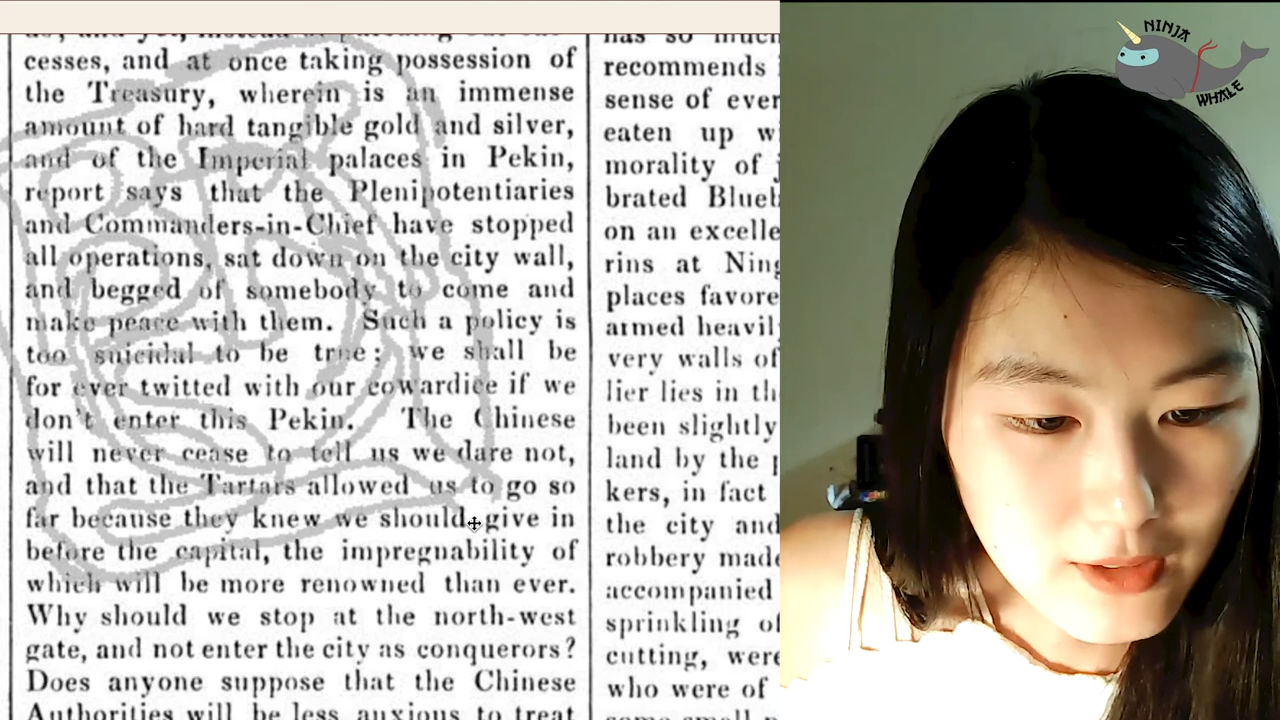 cesses, and at once taking possession of
the Treasury, wherein is an immense
amount of hard tangible gold and silver,
and of the Imperial palaces in Pekin,
report says that the Plenipotentiaries
and Commanders-in-Chief have stopped
all operations, sat down on the city wall,
and begged of somebody to come and
make peace with them. Such a policy is
too suicidal to be true; we shall be
for ever twitted with our cowardice if we
don't enter this Pekin. The Chinese
will never cease to tell us we dare not,
and that the Tartars allowed us to go so
far because they knew we should give in
before the capital, the impregnability of
which will be more renowned than ever.
Why should we stop at the north-west
gate, and not enter the city as conquerors?
Does anyone suppose that the Chinese
Authorities will be less anxious to treat
has so much
recommends
sense of ever
eaten up
morality of
brated
on an
rins at
places
armed
very walls of
lier lies in
been slightly
land by the
kers, in fact
the city and
robbery
accompanied
sprinkling
cutting, were
who were of
some small
NINJA
WHALE